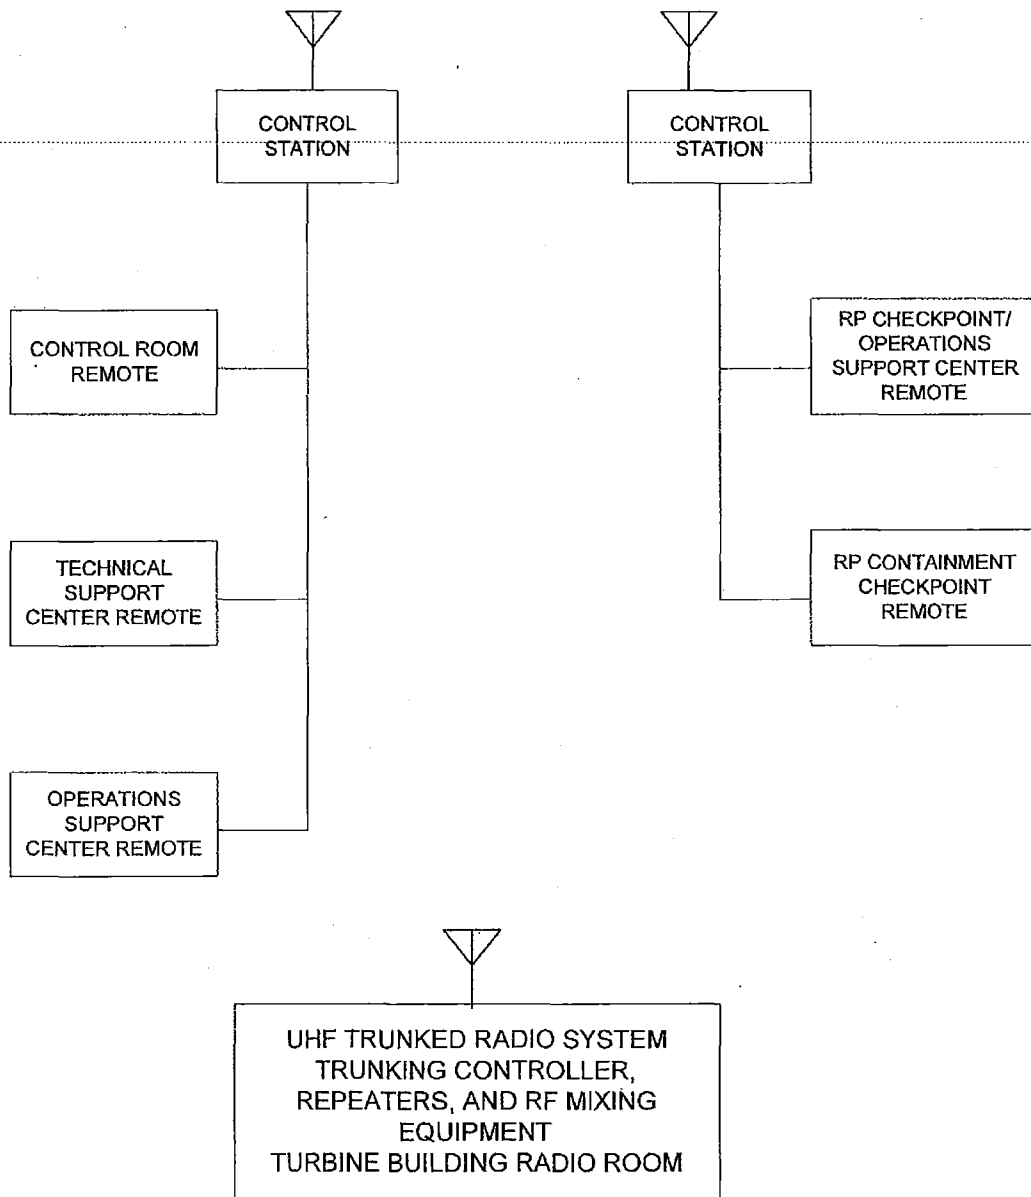 CONTROL
STATION
CONTROL
STATION
CONTROL ROOM
REMOTE
RP CHECKPOINT/
OPERATIONS
SUPPORT CENTER
REMOTE
TECHNICAL
SUPPORT
CENTER REMOTE
RP CONTAINMENT
CHECKPOINT
REMOTE
OPERATIONS
SUPPORT
CENTER REMOTE
UHF TRUNKED RADIO SYSTEM
TRUNKING CONTROLLER,
REPEATERS, AND RF MIXING
EQUIPMENT
TURBINE BUILDING RADIO ROOM